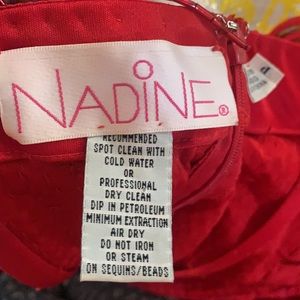 NADINE®
RECOMMENDED
SPOT CLEAN WITH
COLD WATER
OR
PROFESSIONAL
DRY CLEAN
DIP IN PETROLEUM
MINIMUM EXTRACTION
AIR DRY
DO NOT IRON
OR STEAM
ON SEQUINS/BEADS